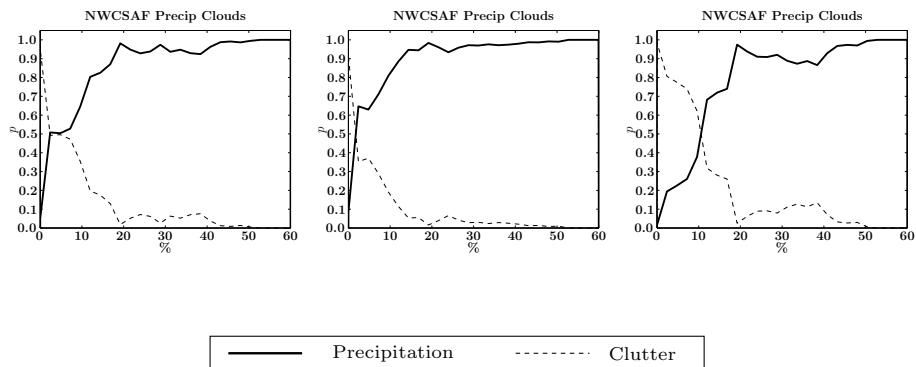 NWCSAF Precip Clouds NWCSAF Precip Clouds NWCSAF Precip Clouds
1.0 1.0 1.0
0.9 0.9 0.9
0.8 0.8 0.8
0.7 0.7 0.7
0.6 0.6 0.6
p 0.5 p 0.5 p 0.5
0.4 0.4 0.4
0.3 0.3 0.3
0.2 0.2 0.2
0.1 0.1 0.1
0.0 0.0 0.0
0 10 20 30 40 50 60 0 10 20 30 40 50 60 0 10 20 30 40 50 60
% % %
Precipitation Clutter